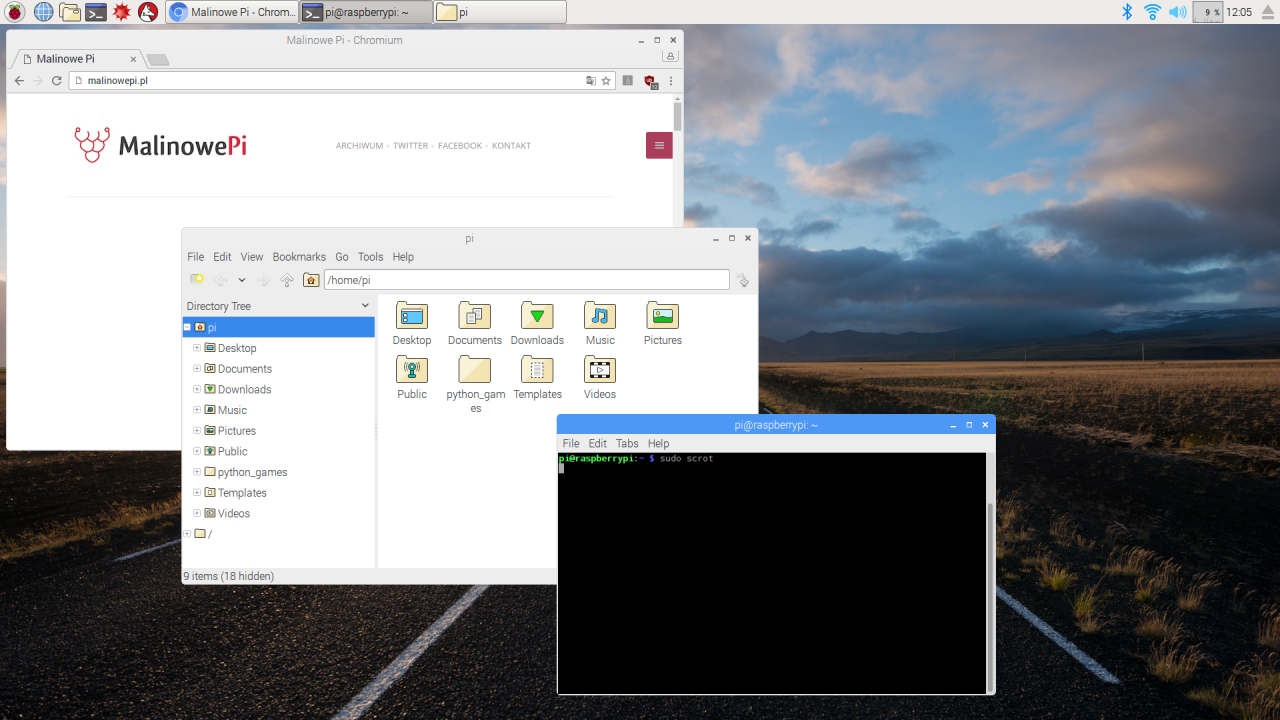 Malinowe Pi - Chrom...
pi@raspberrypi: ~
pi
9 %
12:05
Malinowe Pi - Chromium
Malinowe Pi
malinowepi.pl
MalinowePi
ARCHIWUM - TWITTER - FACEBOOK - KONTAKT
pi
File Edit View Bookmarks Go Tools Help
/home/pi
Directory Tree
pi
Desktop
Documents
Downloads
Music
Pictures
Public
python_games
Templates
Videos
/
Desktop Documents Downloads Music Pictures
Public python_gam Templates Videos
es
9 items (18 hidden)
pi@raspberrypi: ~
File Edit Tabs Help
pi@raspberrypi:~ $ sudo scrot